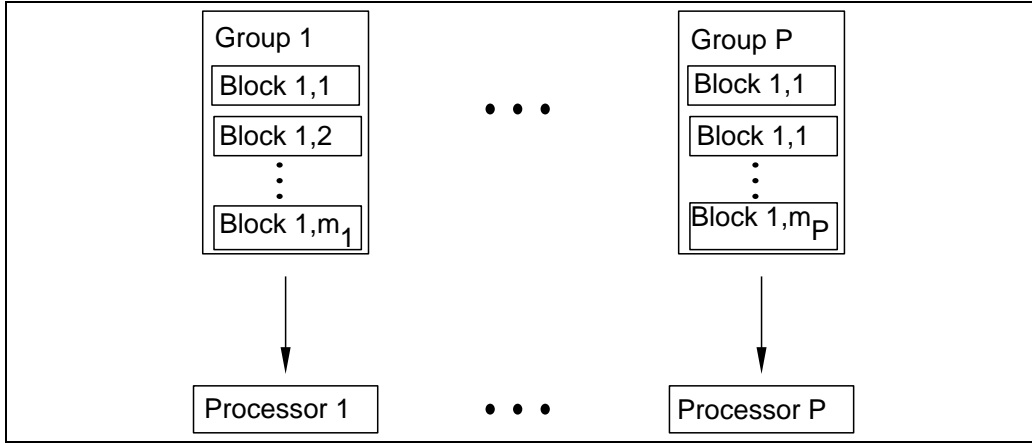 Group 1
Block 1,1
Block 1,2
Block 1,m1
Processor 1
Group P
Block 1,1
Block 1,1
Block 1,mP
Processor P